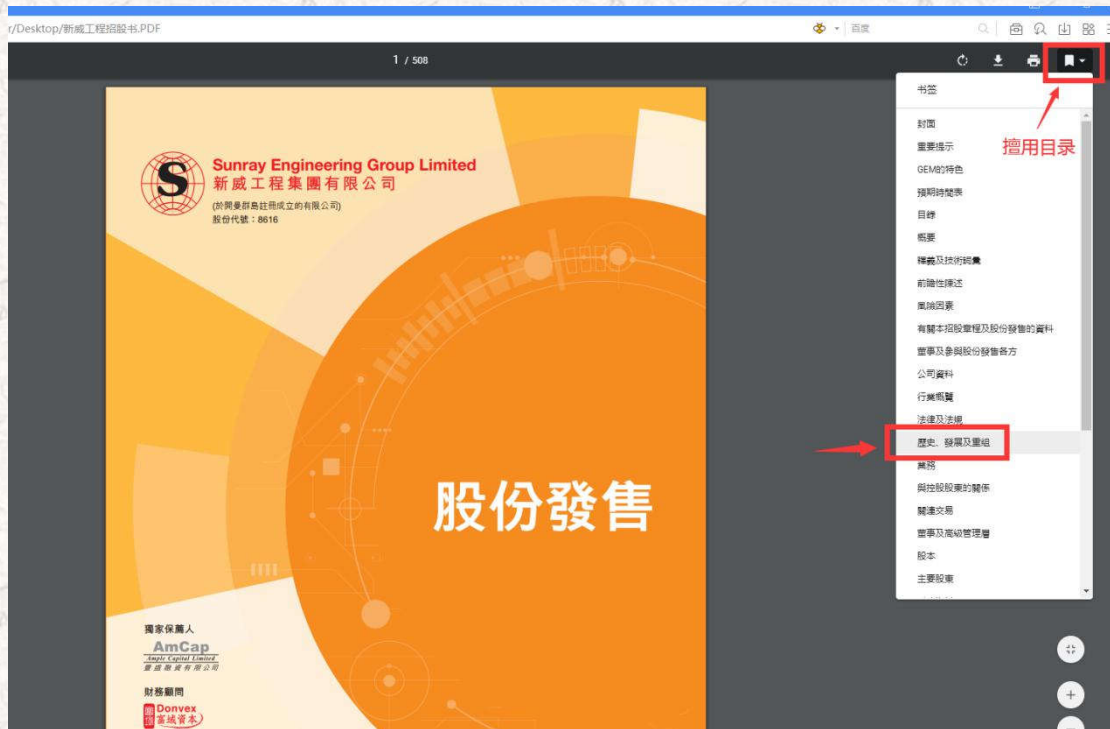 r/Desktop/新威工程招股书.PDF
百度
1 / 508
书签
封面
重要提示
擅用目录
GEM的特色
預期時間表
目錄
概要
釋義及技術詞彙
前瞻性陳述
風險因素
有關本招股章程及股份發售的資料
董事及參與股份發售各方
公司資料
行業概覽
法律及法規
歷史、發展及重組
業務
與控股股東的關係
關連交易
董事及高級管理層
股本
主要股東
Sunray Engineering Group Limited
新威工程集團有限公司
(於開曼群島註冊成立的有限公司)
股份代號：8616
S
股份發售
獨家保薦人
AmCap
Ample Capital Limited
豐盛融資有限公司
財務顧問
Donvex
富域資本